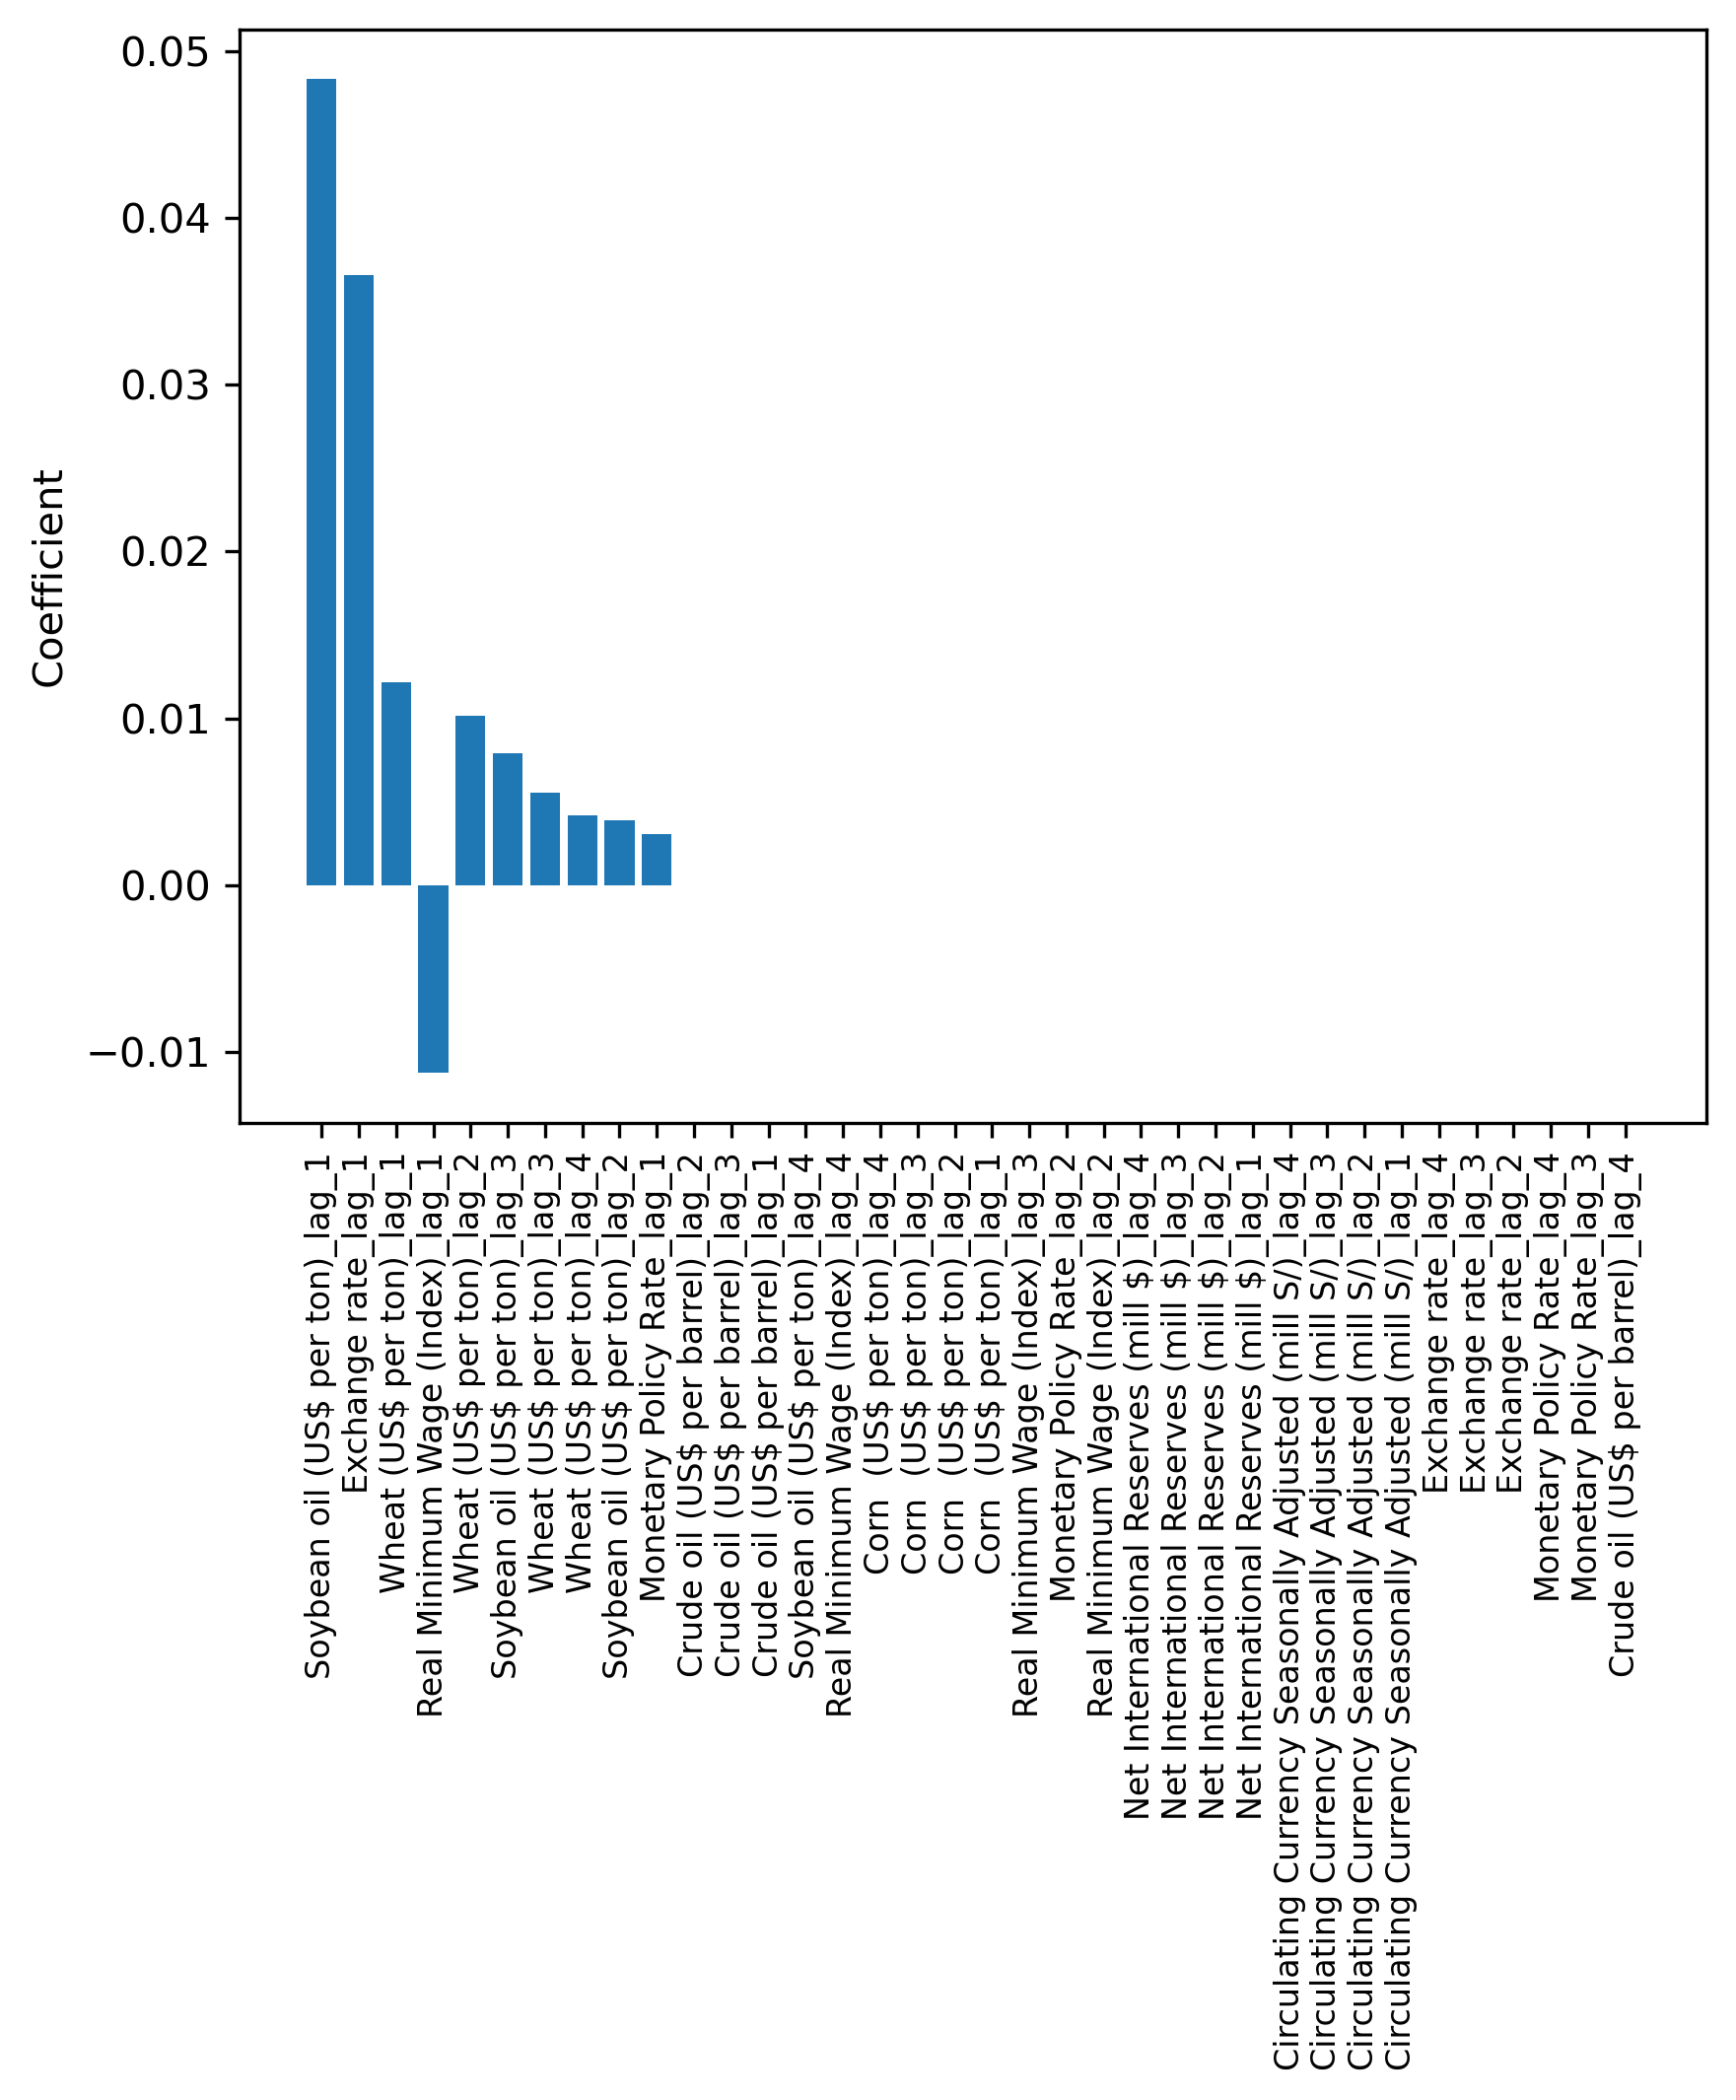 0.05
0.04
0.03
0.02
0.01
0.00
−0.01
Coefficient
Soybean oil (US$ per ton)_lag_1
Exchange rate_lag_1
Wheat (US$ per ton)_lag_1
Real Minimum Wage (Index)_lag_1
Wheat (US$ per ton)_lag_2
Soybean oil (US$ per ton)_lag_3
Wheat (US$ per ton)_lag_3
Wheat (US$ per ton)_lag_4
Soybean oil (US$ per ton)_lag_2
Monetary Policy Rate_lag_1
Crude oil (US$ per barrel)_lag_2
Crude oil (US$ per barrel)_lag_3
Crude oil (US$ per barrel)_lag_1
Soybean oil (US$ per ton)_lag_4
Real Minimum Wage (Index)_lag_4
Corn  (US$ per ton)_lag_4
Corn  (US$ per ton)_lag_3
Corn  (US$ per ton)_lag_2
Corn  (US$ per ton)_lag_1
Real Minimum Wage (Index)_lag_3
Monetary Policy Rate_lag_2
Real Minimum Wage (Index)_lag_2
Net International Reserves (mill $)_lag_4
Net International Reserves (mill $)_lag_3
Net International Reserves (mill $)_lag_2
Net International Reserves (mill $)_lag_1
Circulating Currency Seasonally Adjusted (mill S/)_lag_4
Circulating Currency Seasonally Adjusted (mill S/)_lag_3
Circulating Currency Seasonally Adjusted (mill S/)_lag_2
Circulating Currency Seasonally Adjusted (mill S/)_lag_1
Exchange rate_lag_4
Exchange rate_lag_3
Exchange rate_lag_2
Monetary Policy Rate_lag_4
Monetary Policy Rate_lag_3
Crude oil (US$ per barrel)_lag_4